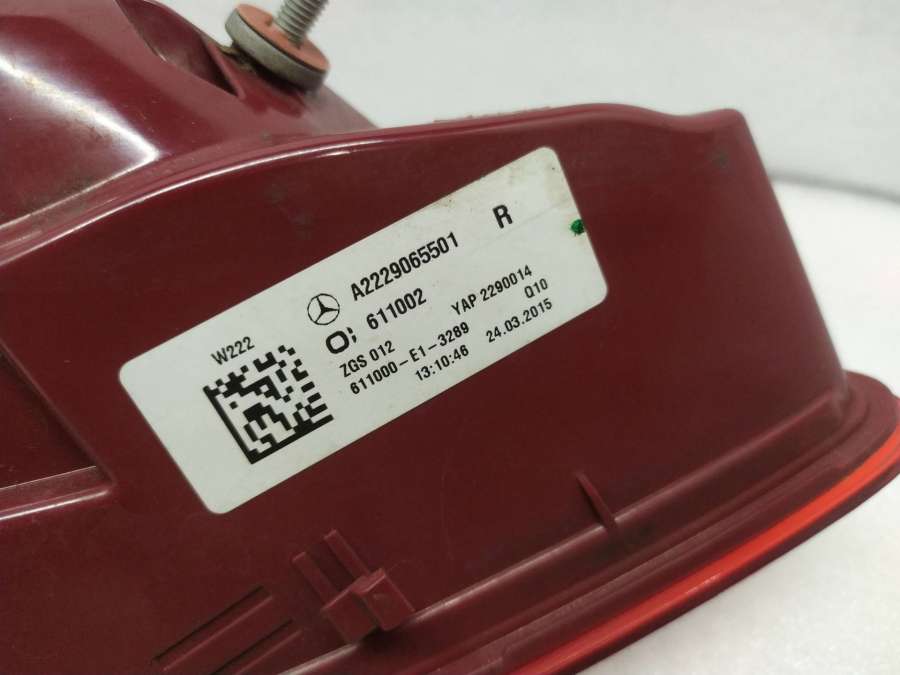 W222
A2229065501 R
611002
ZGS 012 YAP 2290014
611000-E1-3289 Q10
13:10:46 24.03.2015